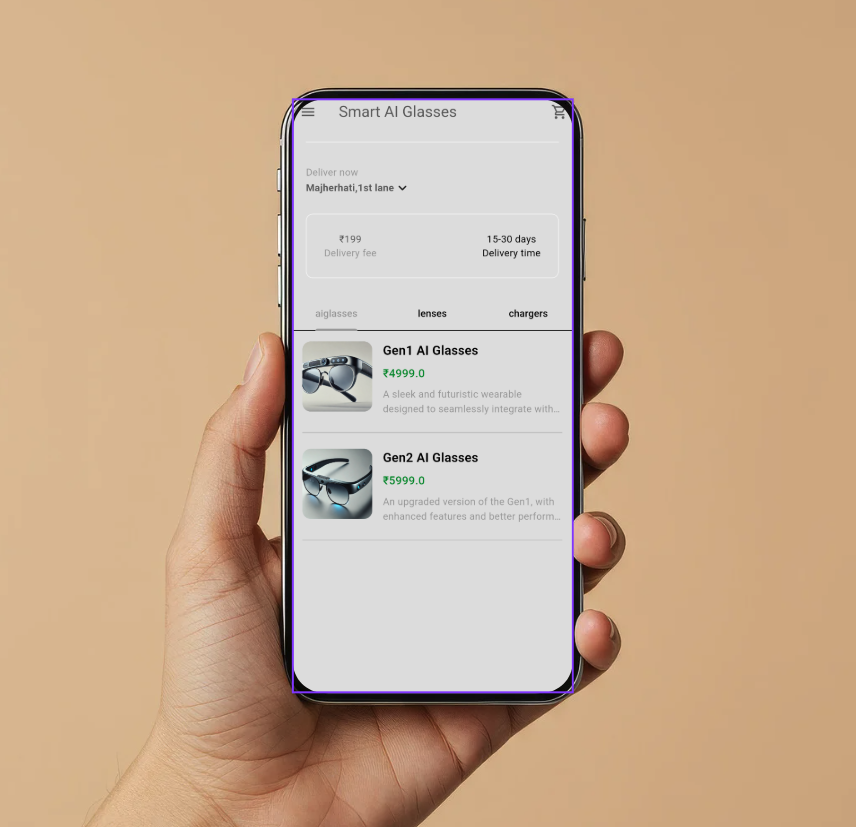 Smart AI Glasses
Deliver now
Majherhati,1st lane
₹199
Delivery fee
15-30 days
Delivery time
aiglasses
lenses
chargers
Gen1 AI Glasses
₹4999.0
A sleek and futuristic wearable
designed to seamlessly integrate with…
Gen2 AI Glasses
₹5999.0
An upgraded version of the Gen1, with
enhanced features and better perform…